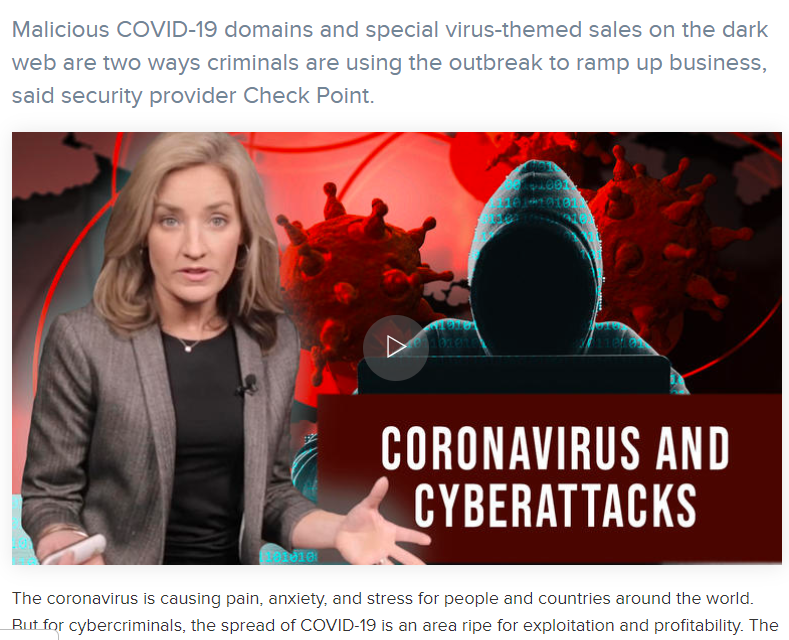 Malicious COVID-19 domains and special virus-themed sales on the dark
web are two ways criminals are using the outbreak to ramp up business,
said security provider Check Point.
CORONAVIRUS AND
CYBERATTACKS
The coronavirus is causing pain, anxiety, and stress for people and countries around the world.
But for cybercriminals, the spread of COVID-19 is an area ripe for exploitation and profitability. The